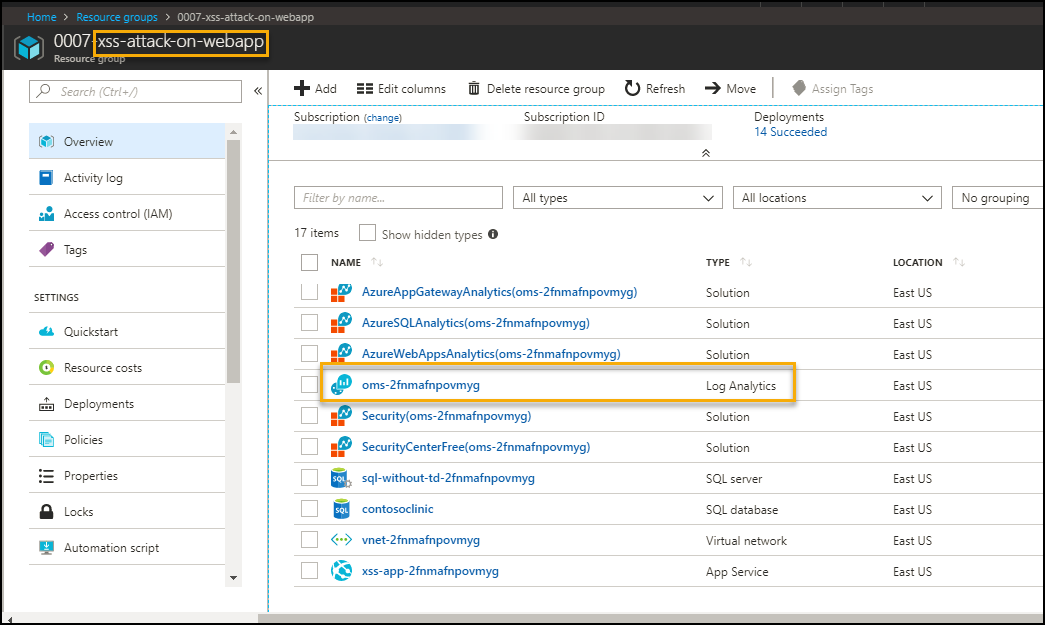 Home > Resource groups > 0007-xss-attack-on-webapp
0007-xss-attack-on-webapp
Resource group
Search (Ctrl+/)
Overview
Activity log
Access control (IAM)
Tags
SETTINGS
Quickstart
Resource costs
Deployments
Policies
Properties
Locks
Automation script
Add Edit columns Delete resource group Refresh Move Assign Tags
Subscription (change) Subscription ID Deployments
14 Succeeded
Filter by name... All types All locations No grouping
17 items Show hidden types
NAME TYPE LOCATION
AzureAppGatewayAnalytics(oms-2fnmafnpovmyg) Solution East US
AzureSQLAnalytics(oms-2fnmafnpovmyg) Solution East US
AzureWebAppsAnalytics(oms-2fnmafnpovmyg) Solution East US
oms-2fnmafnpovmyg Log Analytics East US
Security(oms-2fnmafnpovmyg) Solution East US
SecurityCenterFree(oms-2fnmafnpovmyg) Solution East US
sql-without-td-2fnmafnpovmyg SQL server East US
contosoclinic SQL database East US
vnet-2fnmafnpovmyg Virtual network East US
xss-app-2fnmafnpovmyg App Service East US